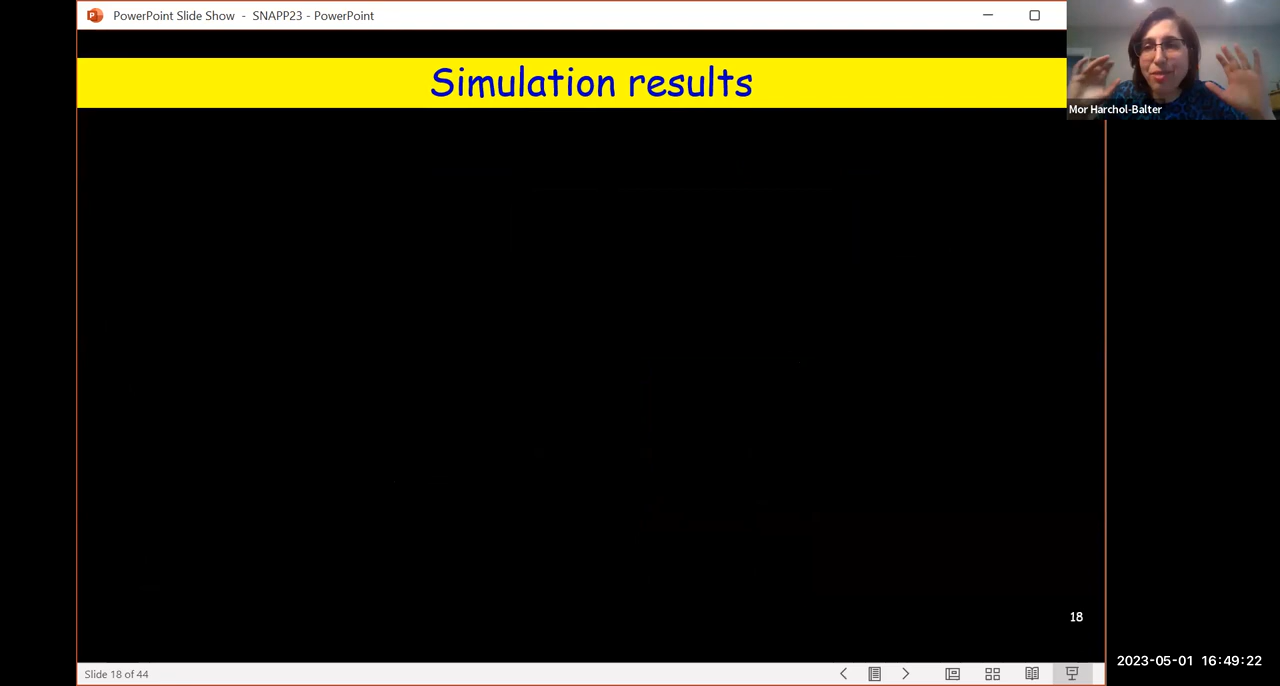 PowerPoint Slide Show - SNAPP23 - PowerPoint
Simulation results
Mor Harchol-Balter
18
2023-05-01 16:49:22
Slide 18 of 44